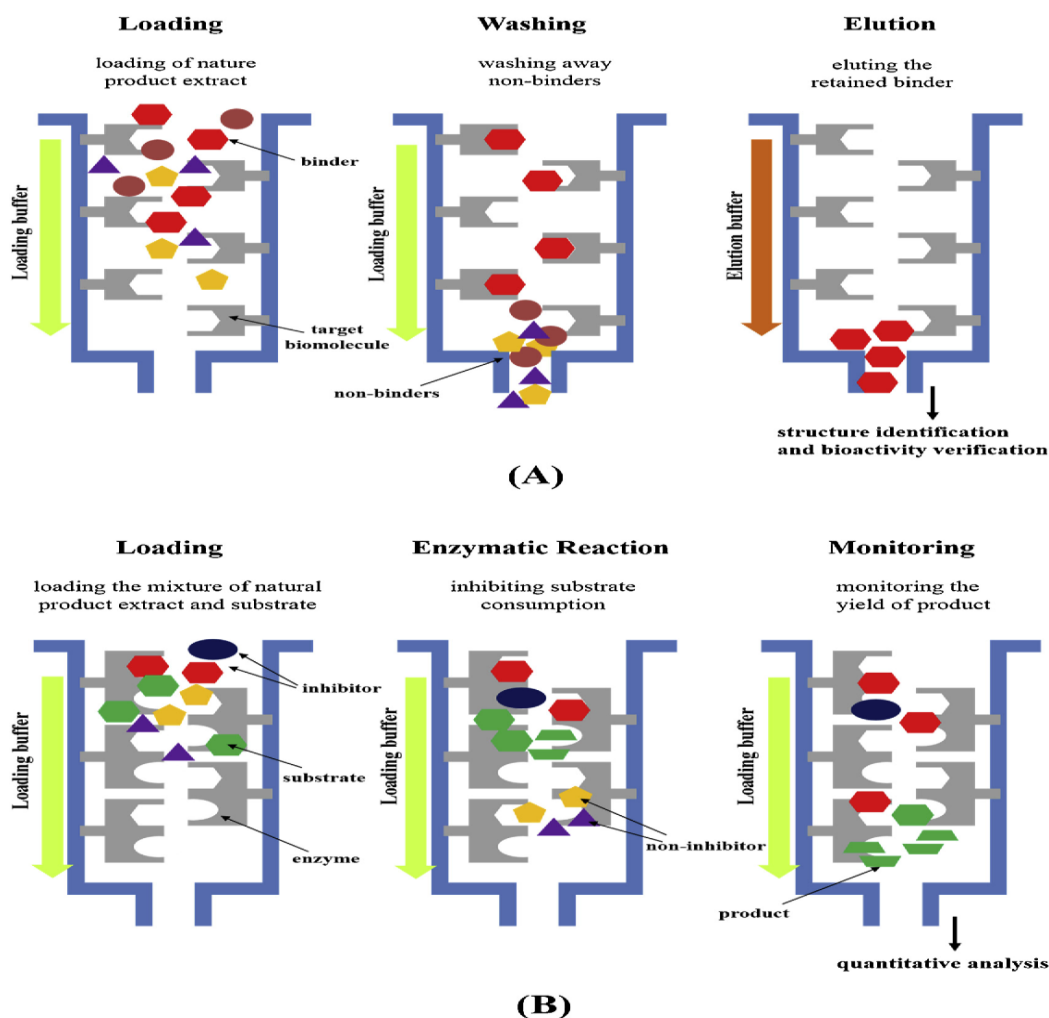 Loading
loading of nature
product extract
Loading buffer
binder
target
biomolecule
Washing
washing away
non-binders
Loading buffer
non-binders
Elution
eluting the
retained binder
Elution buffer
structure identification
and bioactivity verification
(A)
Loading
loading the mixture of natural
product extract and substrate
Loading buffer
inhibitor
substrate
enzyme
Enzymatic Reaction
inhibiting substrate
consumption
Loading buffer
non-inhibitor
Monitoring
monitoring the
yield of product
Loading buffer
product
quantitative analysis
(B)